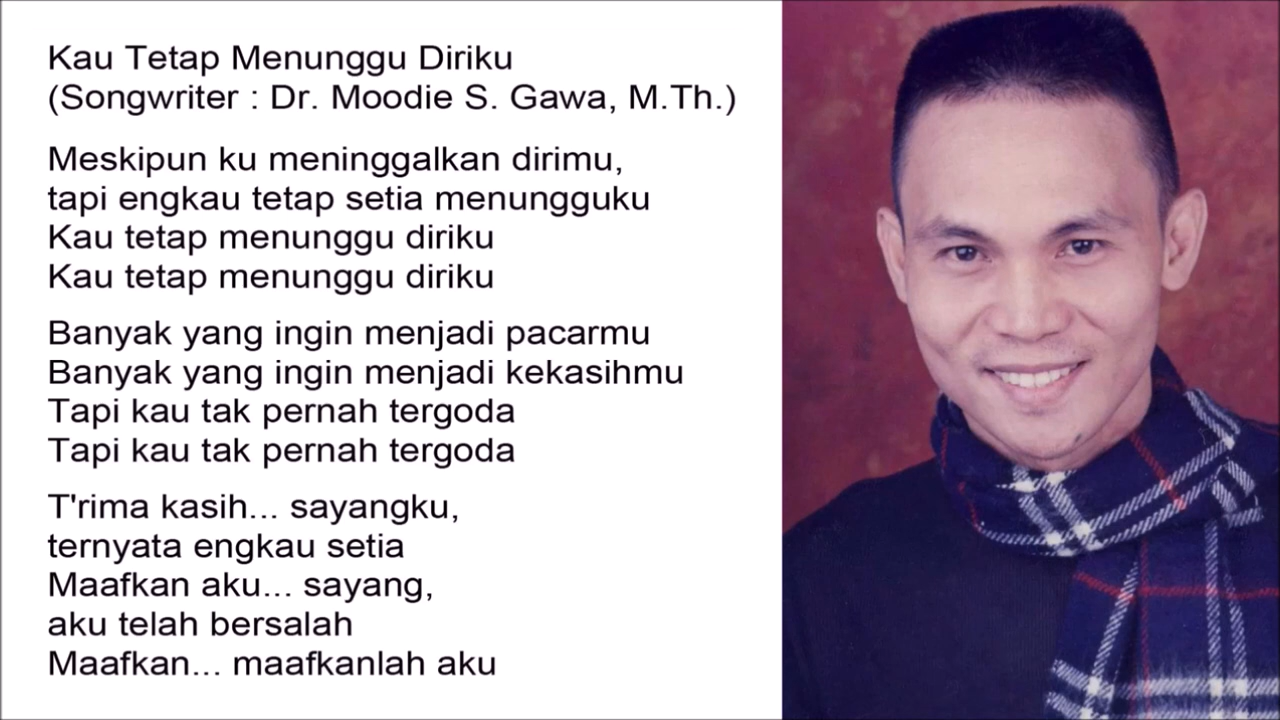 Kau Tetap Menunggu Diriku
(Songwriter : Dr. Moodie S. Gawa, M.Th.)
Meskipun ku meninggalkan dirimu,
tapi engkau tetap setia menungguku
Kau tetap menunggu diriku
Kau tetap menunggu diriku
Banyak yang ingin menjadi pacarmu
Banyak yang ingin menjadi kekasihmu
Tapi kau tak pernah tergoda
Tapi kau tak pernah tergoda
T'rima kasih... sayangku,
ternyata engkau setia
Maafkan aku... sayang,
aku telah bersalah
Maafkan... maafkanlah aku